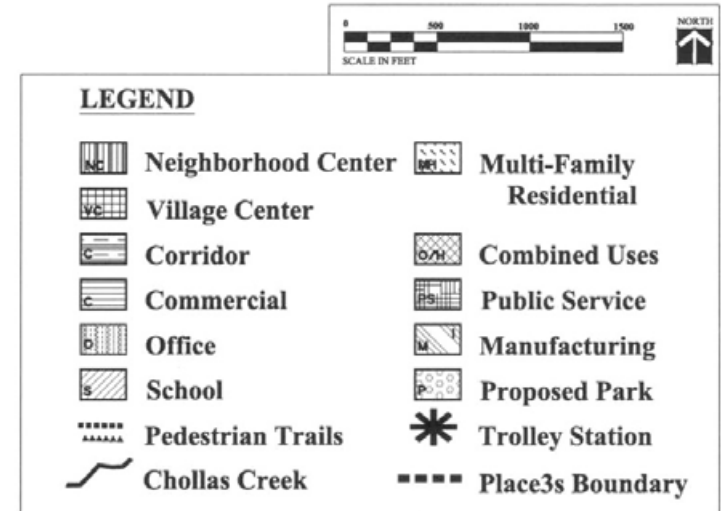 0 500 1000 1500
SCALE IN FEET
NORTH
LEGEND
NC Neighborhood Center
VC Village Center
C Corridor
C Commercial
O Office
S School
Pedestrian Trails
Chollas Creek
MH Multi-Family
Residential
O/H Combined Uses
PS Public Service
M Manufacturing
P Proposed Park
Trolley Station
Place3s Boundary